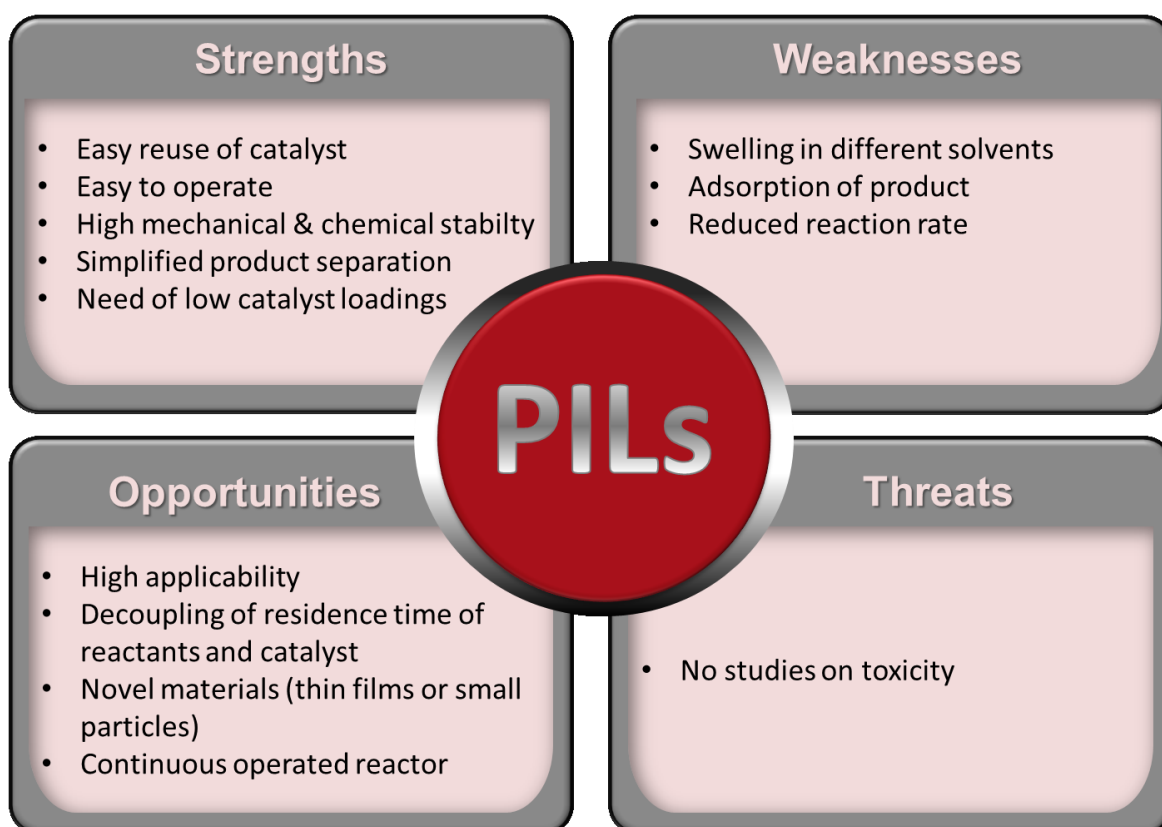 Strengths
• Easy reuse of catalyst
• Easy to operate
• High mechanical & chemical stabilty
• Simplified product separation
• Need of low catalyst loadings
Weaknesses
• Swelling in different solvents
• Adsorption of product
• Reduced reaction rate
PILs
Opportunities
• High applicability
• Decoupling of residence time of
reactants and catalyst
• Novel materials (thin films or small
particles)
• Continuous operated reactor
Threats
• No studies on toxicity